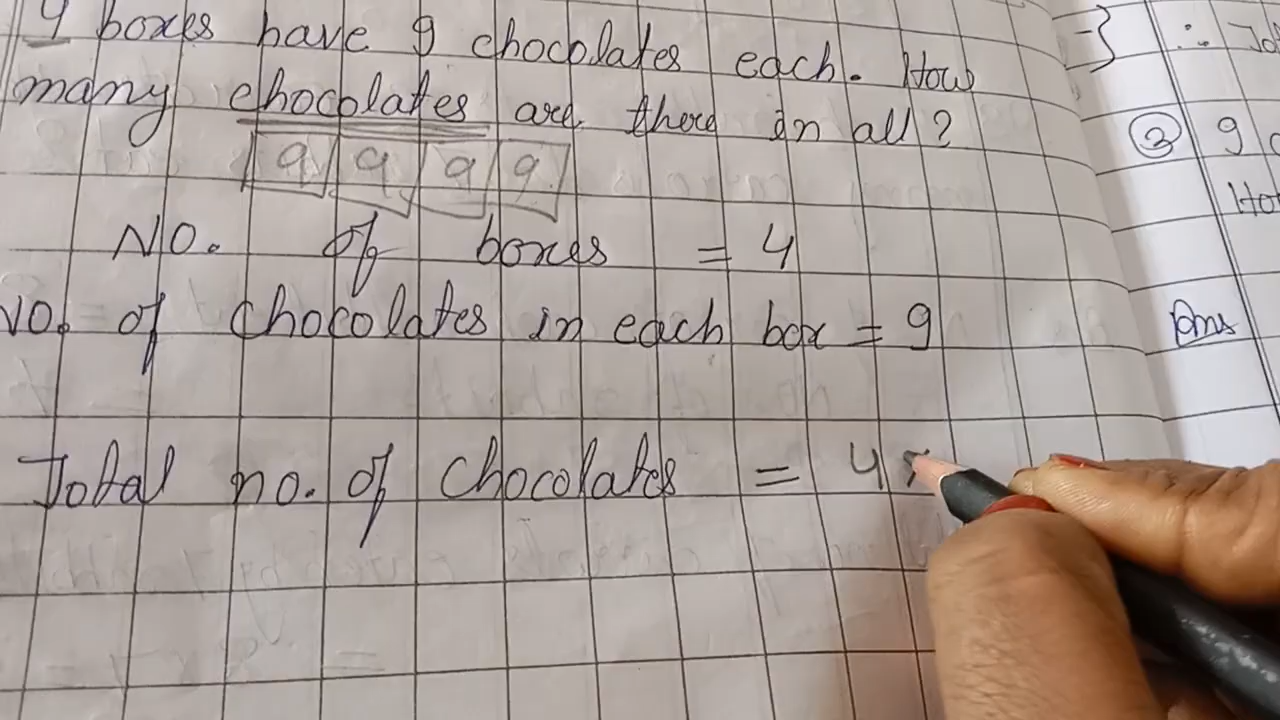 4 boxes have 9 chocolates each. How
many chocolates are there in all?
9 9 9 9
No. of boxes = 4
No. of chocolates in each box = 9
Total no. of chocolates = 4 ×
∴
3 9
Ans